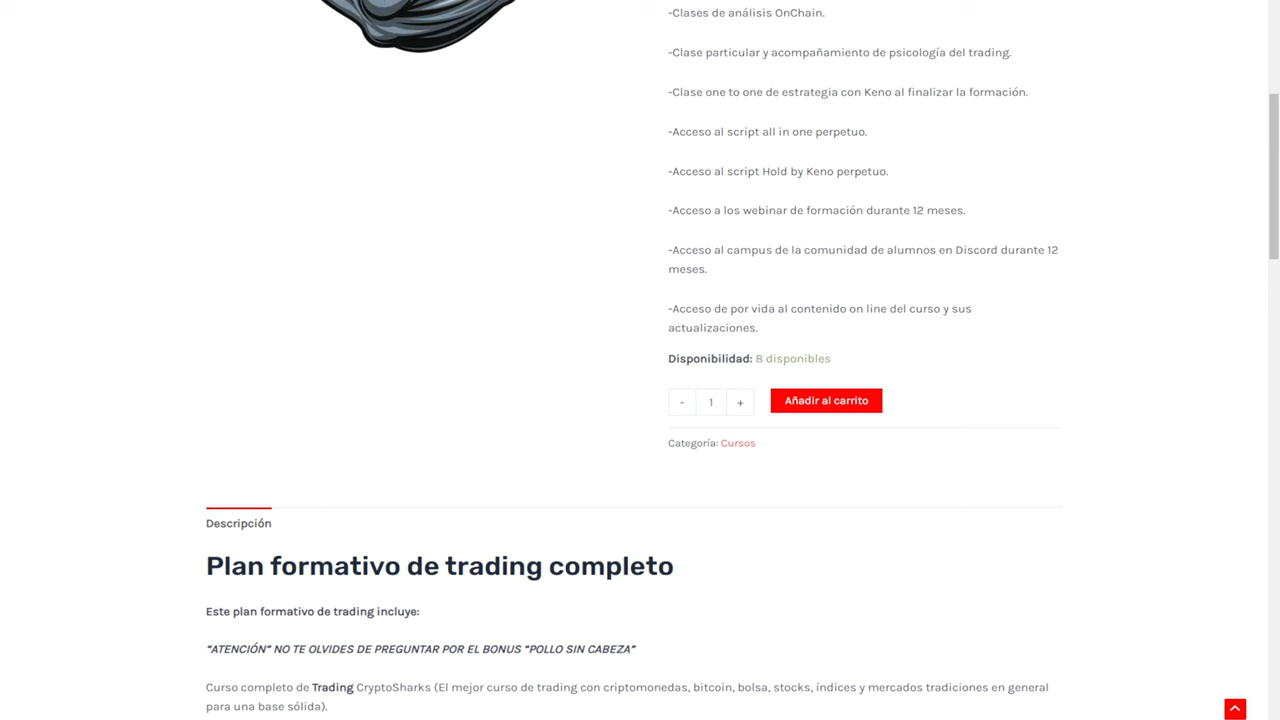 -Clases de análisis OnChain.
-Clase particular y acompañamiento de psicología del trading.
-Clase one to one de estrategia con Keno al finalizar la formación.
-Acceso al script all in one perpetuo.
-Acceso al script Hold by Keno perpetuo.
-Acceso a los webinar de formación durante 12 meses.
-Acceso al campus de la comunidad de alumnos en Discord durante 12
meses.
-Acceso de por vida al contenido on line del curso y sus
actualizaciones.
Disponibilidad: 8 disponibles
- 1 + Añadir al carrito
Categoría: Cursos
Descripción
Plan formativo de trading completo
Este plan formativo de trading incluye:
“ATENCIÓN” NO TE OLVIDES DE PREGUNTAR POR EL BONUS “POLLO SIN CABEZA”
Curso completo de Trading CryptoSharks (El mejor curso de trading con criptomonedas, bitcoin, bolsa, stocks, índices y mercados tradiciones en general
para una base sólida).